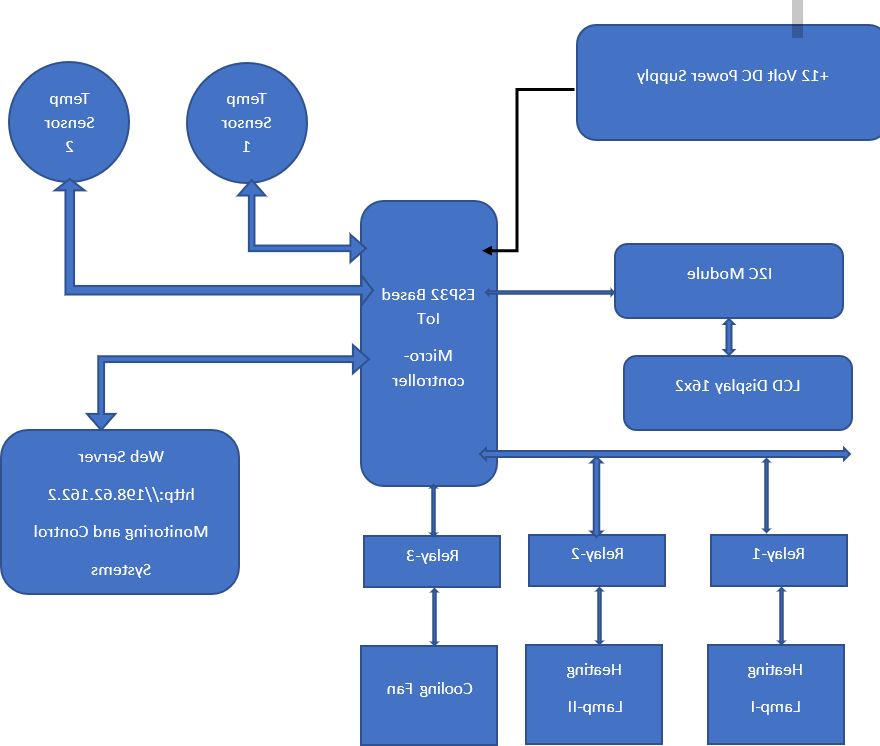 +12 Volt DC Power Supply
Temp
Sensor
1
Temp
Sensor
2
I2C Module
LCD Display 16x2
ESP32 Based
IoT
Micro-
controller
Web Server
http://198.62.162.2
Monitoring and Control
Systems
Relay-1
Relay-2
Relay-3
Heating
Lamp-I
Heating
Lamp-II
Cooling Fan